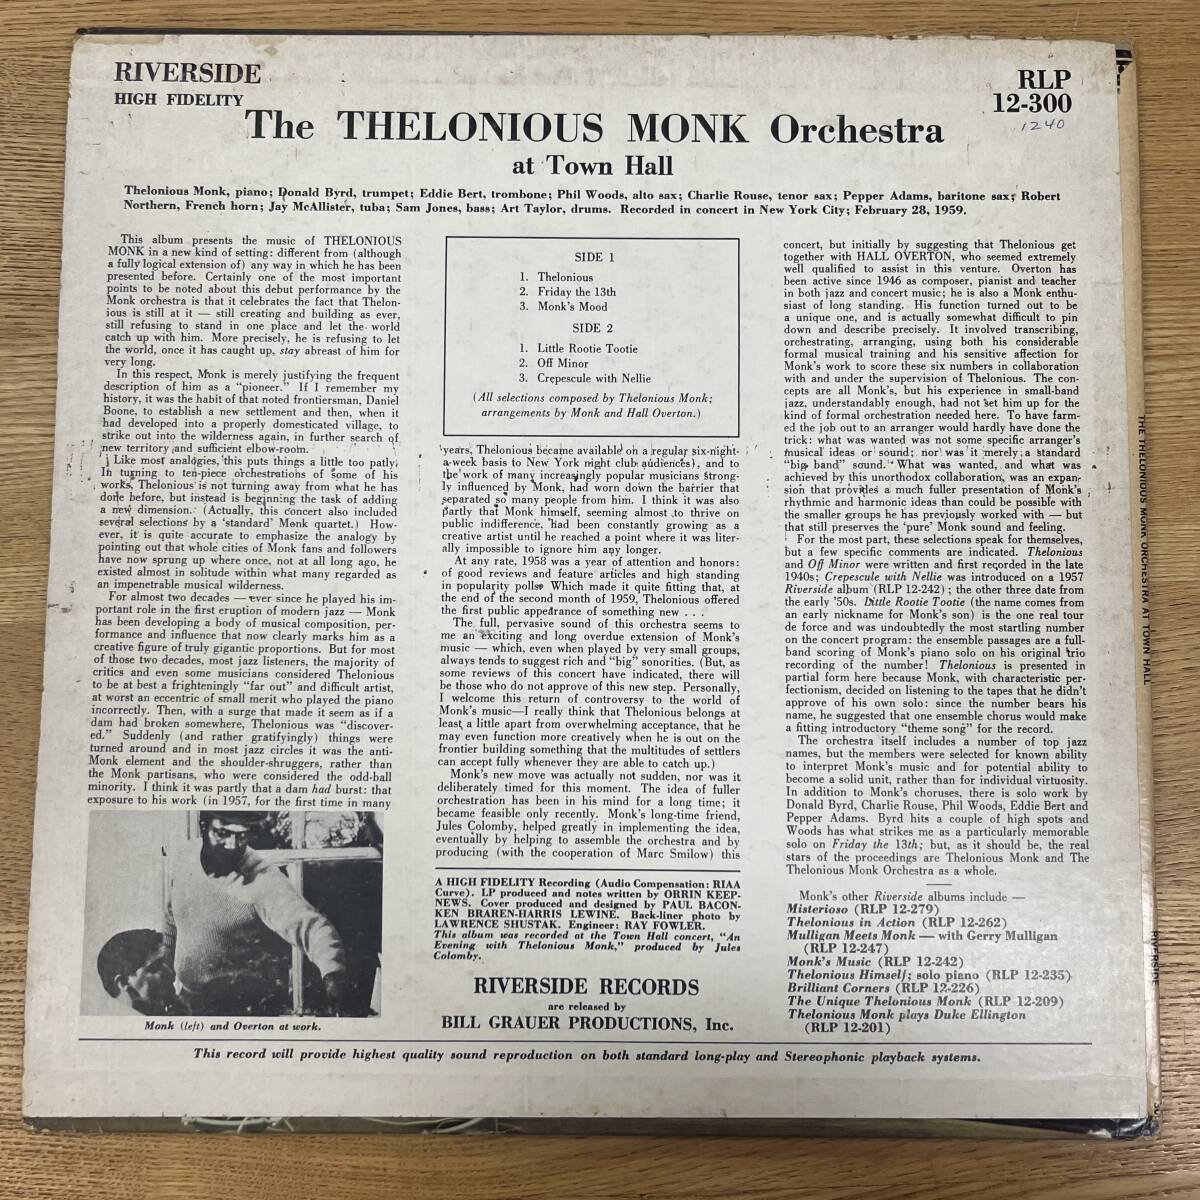 RIVERSIDE
HIGH FIDELITY
RLP
12-300
1240
The THELONIOUS MONK Orchestra
at Town Hall
Thelonious Monk, piano; Donald Byrd, trumpet; Eddie Bert, trombone; Phil Woods, alto sax; Charlie Rouse, tenor sax; Pepper Adams, baritone sax; Robert
Northern, French horn; Jay McAllister, tuba; Sam Jones, bass; Art Taylor, drums. Recorded in concert in New York City; February 28, 1959.
This album presents the music of THELONIOUS
MONK in a new kind of setting: different from (although
a fully logical extension of) any way in which he has been
presented before. Certainly one of the most important
points to be noted about this debut performance by the
Monk orchestra is that it celebrates the fact that Thelon-
ious is still at it — still creating and building as ever,
still refusing to stand in one place and let the world
catch up with him. More precisely, he is refusing to let
the world, once it has caught up, stay abreast of him for
very long.
In this respect, Monk is merely justifying the frequent
description of him as a "pioneer." If I remember my
history, it was the habit of that noted frontiersman, Daniel
Boone, to establish a new settlement and then, when it
had developed into a properly domesticated village, to
strike out into the wilderness again, in further search of
new territory and sufficient elbow-room.
Like most analogies, this puts things a little too patly.
In turning to ten-piece orchestrations of some of his
works, Thelonious is not turning away from what he has
done before, but instead is beginning the task of adding
a new dimension. (Actually, this concert also included
several selections by a 'standard' Monk quartet.) How-
ever, it is quite accurate to emphasize the analogy by
pointing out that whole cities of Monk fans and followers
have now sprung up where once, not at all long ago, he
existed almost in solitude within what many regarded as
an impenetrable musical wilderness.
For almost two decades — ever since he played his im-
portant role in the first eruption of modern jazz — Monk
has been developing a body of musical composition, per-
formance and influence that now clearly marks him as a
creative figure of truly gigantic proportions. But for most
of those two decades, most jazz listeners, the majority of
critics and even some musicians considered Thelonious
to be at best a frighteningly "far out" and difficult artist,
at worst an eccentric of small merit who played the piano
incorrectly. Then, with a surge that made it seem as if a
dam had broken somewhere, Thelonious was "discover-
ed." Suddenly (and rather gratifyingly) things were
turned around and in most jazz circles it was the anti-
Monk element and the shoulder-shruggers, rather than
the Monk partisans, who were considered the odd-ball
minority. I think it was partly that a dam had burst: that
exposure to his work (in 1957, for the first time in many
Monk (left) and Overton at work.
SIDE 1
1. Thelonious
2. Friday the 13th
3. Monk's Mood
SIDE 2
1. Little Rootie Tootie
2. Off Minor
3. Crepescule with Nellie
(All selections composed by Thelonious Monk;
arrangements by Monk and Hall Overton.)
years, Thelonious became available on a regular six-night-
a-week basis to New York night club audiences), and to
the work of many increasingly popular musicians strong-
ly influenced by Monk, had worn down the barrier that
separated so many people from him. I think it was also
partly that Monk himself, seeming almost to thrive on
public indifference, had been constantly growing as a
creative artist until he reached a point where it was liter-
ally impossible to ignore him any longer.
At any rate, 1958 was a year of attention and honors:
of good reviews and feature articles and high standing
in popularity polls. Which made it quite fitting that, at
the end of the second month of 1959, Thelonious offered
the first public appearance of something new . . .
The full, pervasive sound of this orchestra seems to
me an exciting and long overdue extension of Monk's
music — which, even when played by very small groups,
always tends to suggest rich and "big" sonorities. (But, as
some reviews of this concert have indicated, there will
be those who do not approve of this new step. Personally,
I welcome this return of controversy to the world of
Monk's music—I really think that Thelonious belongs at
least a little apart from overwhelming acceptance, that he
may even function more creatively when he is out on the
frontier building something that the multitudes of settlers
can accept fully whenever they are able to catch up.)
Monk's new move was actually not sudden, nor was it
deliberately timed for this moment. The idea of fuller
orchestration has been in his mind for a long time; it
became feasible only recently. Monk's long-time friend,
Jules Colomby, helped greatly in implementing the idea,
eventually by helping to assemble the orchestra and by
producing (with the cooperation of Marc Smilow) this
A HIGH FIDELITY Recording (Audio Compensation: RIAA
Curve). LP produced and notes written by ORRIN KEEP-
NEWS. Cover produced and designed by PAUL BACON-
KEN BRAREN-HARRIS LEWINE. Back-liner photo by
LAWRENCE SHUSTAK. Engineer: RAY FOWLER.
This album was recorded at the Town Hall concert, "An
Evening with Thelonious Monk," produced by Jules
Colomby.
RIVERSIDE RECORDS
are released by
BILL GRAUER PRODUCTIONS, Inc.
concert, but initially by suggesting that Thelonious get
together with HALL OVERTON, who seemed extremely
well qualified to assist in this venture. Overton has
been active since 1946 as composer, pianist and teacher
in both jazz and concert music; he is also a Monk enthu-
siast of long standing. His function turned out to be
a unique one, and is actually somewhat difficult to pin
down and describe precisely. It involved transcribing,
orchestrating, arranging, using both his considerable
formal musical training and his sensitive affection for
Monk's work to score these six numbers in collaboration
with and under the supervision of Thelonious. The con-
cepts are all Monk's, but his experience in small-band
jazz, understandably enough, had not set him up for the
kind of formal orchestration needed here. To have farm-
ed the job out to an arranger would hardly have done the
trick: what was wanted was not some specific arranger's
musical ideas or sound; nor was it merely a standard
"big band" sound. What was wanted, and what was
achieved by this unorthodox collaboration, was an expan-
sion that provides a much fuller presentation of Monk's
rhythmic and harmonic ideas than could be possible with
the smaller groups he has previously worked with — but
that still preserves the 'pure' Monk sound and feeling.
For the most part, these selections speak for themselves,
but a few specific comments are indicated. Thelonious
and Off Minor were written and first recorded in the late
1940s; Crepescule with Nellie was introduced on a 1957
Riverside album (RLP 12-242); the other three date from
the early '50s. Little Rootie Tootie (the name comes from
an early nickname for Monk's son) is the one real tour
de force and was undoubtedly the most startling number
on the concert program: the ensemble passages are a full-
band scoring of Monk's piano solo on his original trio
recording of the number! Thelonious is presented in
partial form here because Monk, with characteristic per-
fectionism, decided on listening to the tapes that he didn't
approve of his own solo: since the number bears his
name, he suggested that one ensemble chorus would make
a fitting introductory "theme song" for the record.
The orchestra itself includes a number of top jazz
names, but the members were selected for known ability
to interpret Monk's music and for potential ability to
become a solid unit, rather than for individual virtuosity.
In addition to Monk's choruses, there is solo work by
Donald Byrd, Charlie Rouse, Phil Woods, Eddie Bert and
Pepper Adams. Byrd hits a couple of high spots and
Woods has what strikes me as a particularly memorable
solo on Friday the 13th; but, as it should be, the real
stars of the proceedings are Thelonious Monk and The
Thelonious Monk Orchestra as a whole.
Monk's other Riverside albums include —
Misterioso (RLP 12-279)
Thelonious in Action (RLP 12-262)
Mulligan Meets Monk — with Gerry Mulligan
(RLP 12-247)
Monk's Music (RLP 12-242)
Thelonious Himself; solo piano (RLP 12-235)
Brilliant Corners (RLP 12-226)
The Unique Thelonious Monk (RLP 12-209)
Thelonious Monk plays Duke Ellington
(RLP 12-201)
This record will provide highest quality sound reproduction on both standard long-play and Stereophonic playback systems.
THE THELONIOUS MONK ORCHESTRA AT TOWN HALL
RIVERSIDE